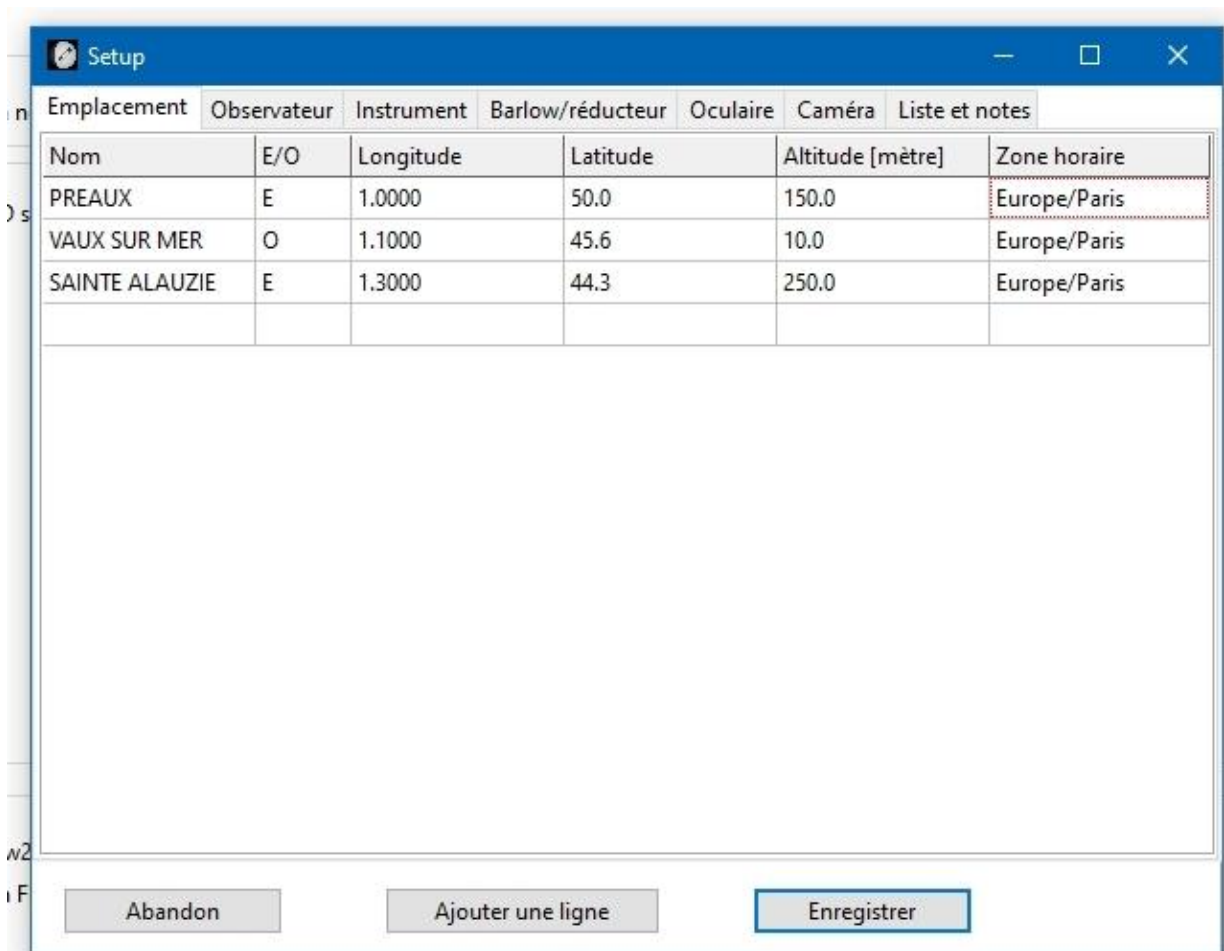 Setup
Emplacement Observateur Instrument Barlow/réducteur Oculaire Caméra Liste et notes
Nom E/O Longitude Latitude Altitude [mètre] Zone horaire
PREAUX E 1.0000 50.0 150.0 Europe/Paris
VAUX SUR MER O 1.1000 45.6 10.0 Europe/Paris
SAINTE ALAUZIE E 1.3000 44.3 250.0 Europe/Paris
Abandon Ajouter une ligne Enregistrer